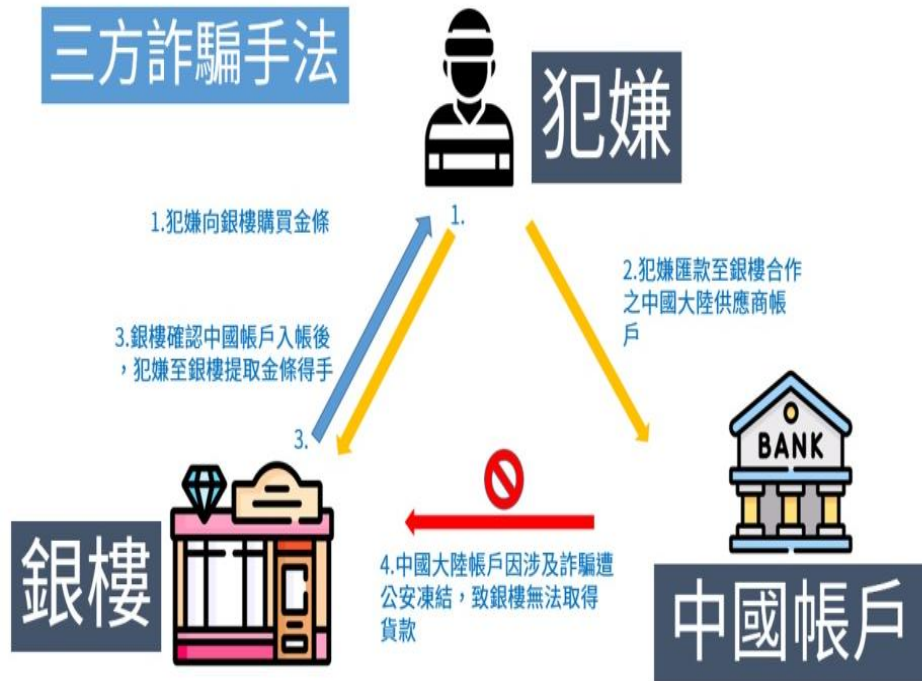 三方詐騙手法
犯嫌
1.犯嫌向銀樓購買金條
1.
2.犯嫌匯款至銀樓合作
之中國大陸供應商帳
戶
3.銀樓確認中國帳戶入帳後
，犯嫌至銀樓提取金條得手
3.
BANK
銀樓
4.中國大陸帳戶因涉及詐騙遭
公安凍結，致銀樓無法取得
貨款
中國帳戶